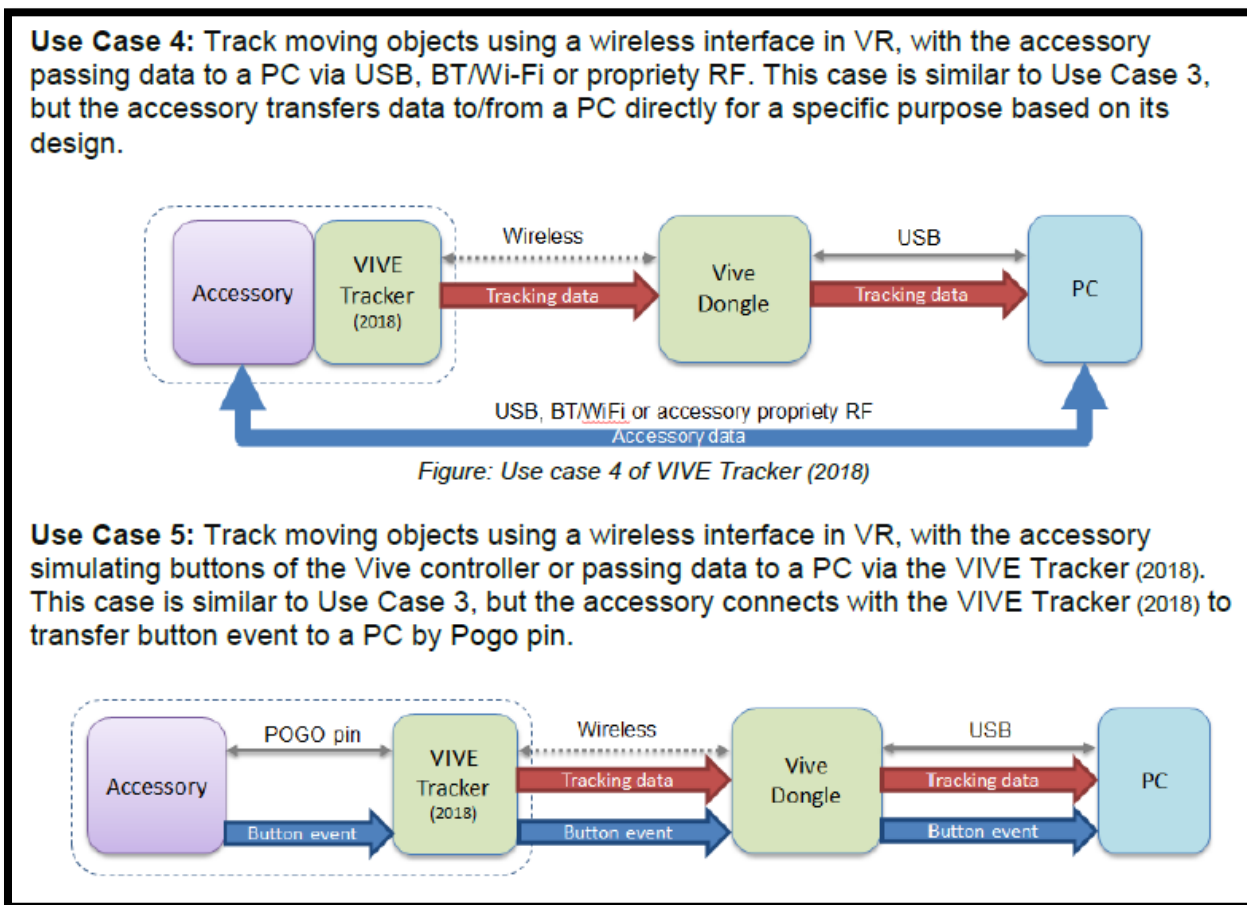 Use Case 4: Track moving objects using a wireless interface in VR, with the accessory
passing data to a PC via USB, BT/Wi-Fi or propriety RF. This case is similar to Use Case 3,
but the accessory transfers data to/from a PC directly for a specific purpose based on its
design.
Wireless
USB
Accessory
VIVE
Tracker
(2018)
Tracking data
Vive
Dongle
Tracking data
PC
USB, BT/WiFi or accessory propriety RF
Accessory data
Figure: Use case 4 of VIVE Tracker (2018)
Use Case 5: Track moving objects using a wireless interface in VR, with the accessory
simulating buttons of the Vive controller or passing data to a PC via the VIVE Tracker (2018).
This case is similar to Use Case 3, but the accessory connects with the VIVE Tracker (2018) to
transfer button event to a PC by Pogo pin.
POGO pin
Wireless
USB
Accessory
VIVE
Tracker
(2018)
Tracking data
Vive
Dongle
Tracking data
PC
Button event
Button event
Button event